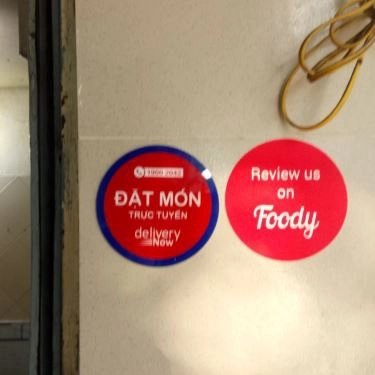 1900 2042
ĐẶT MÓN
TRỰC TUYẾN
delivery
Now
Review us
on
Foody